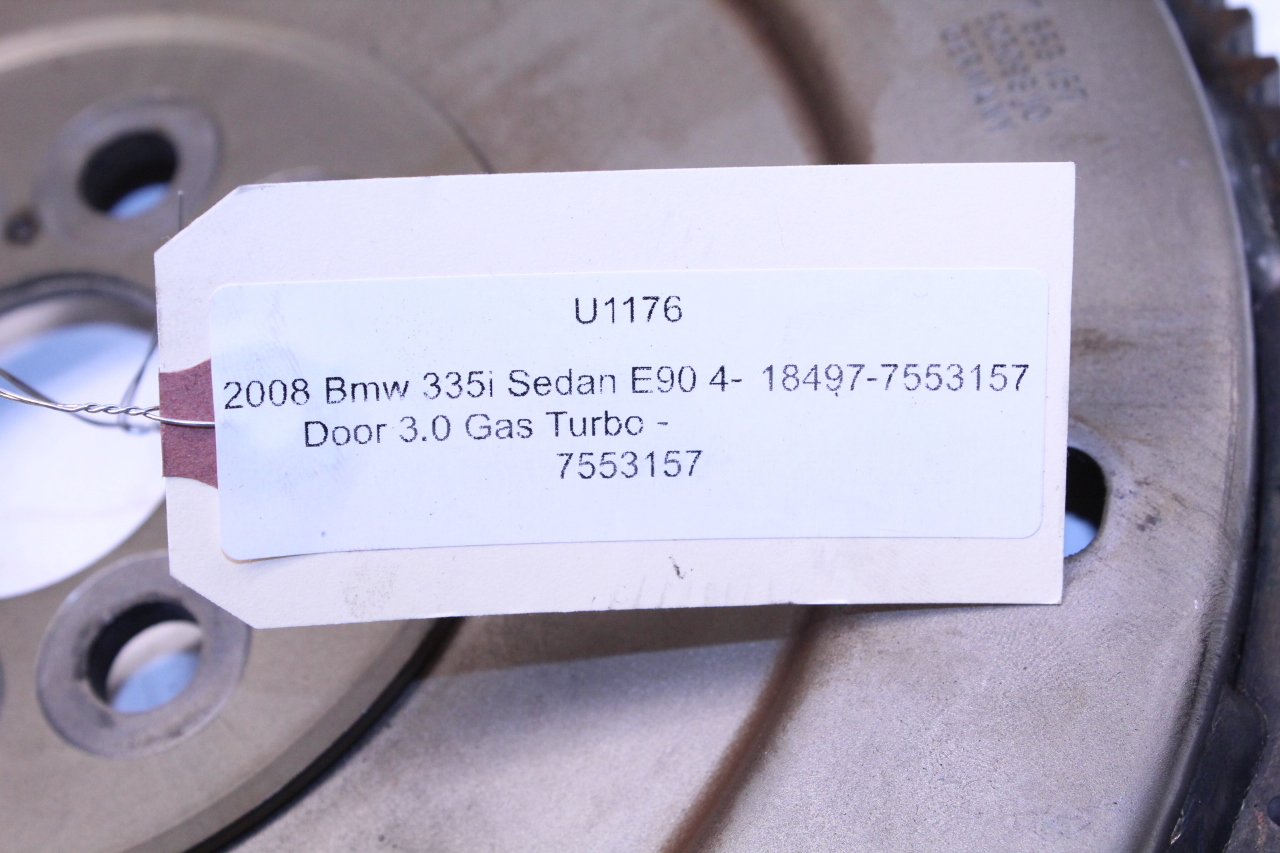 U1176
2008 Bmw 335i Sedan E90 4- 18497-7553157
Door 3.0 Gas Turbo -
7553157